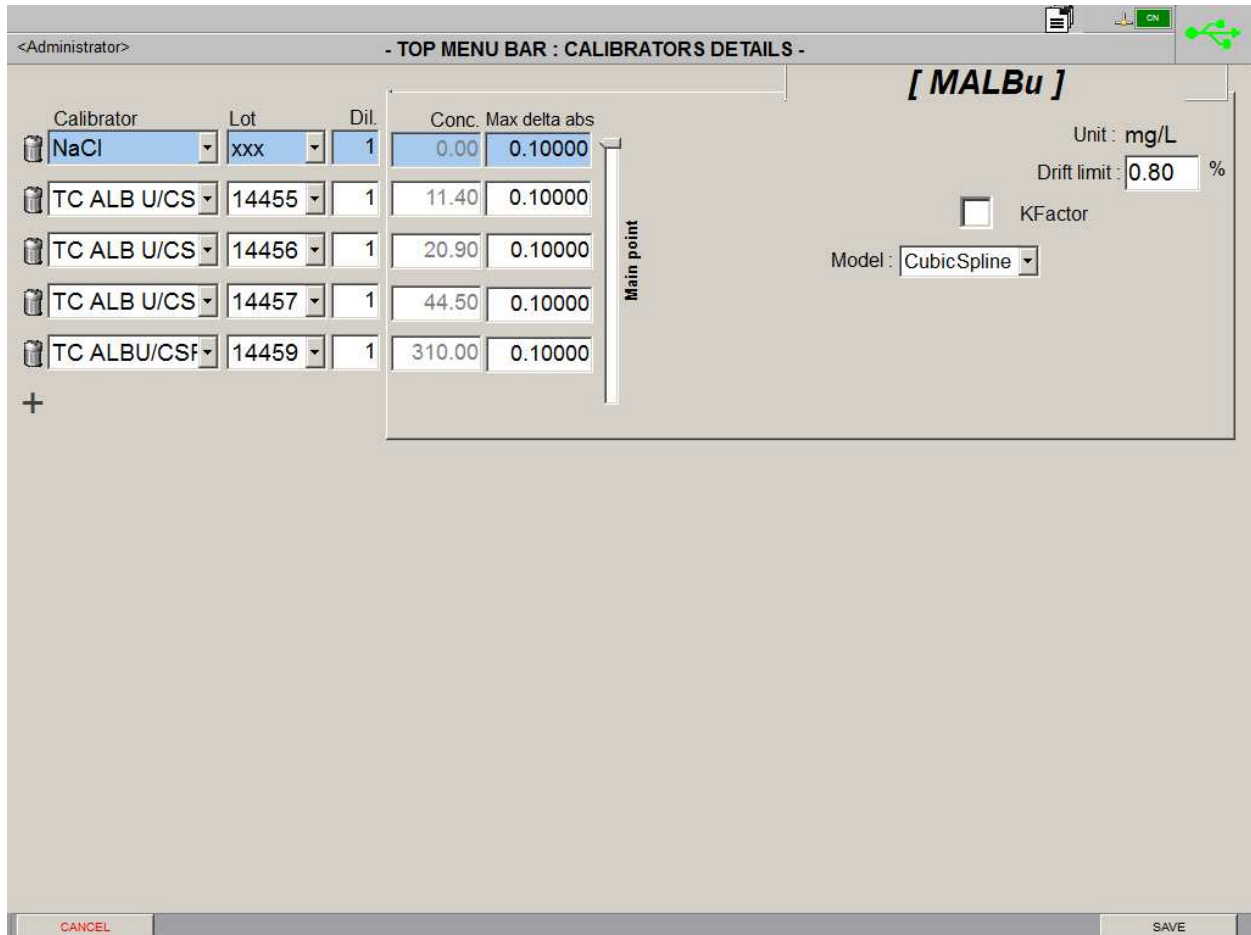 CN
<Administrator> - TOP MENU BAR : CALIBRATORS DETAILS -
[ MALBu ]
Calibrator Lot Dil. Conc. Max delta abs
NaCl xxx 1 0.00 0.10000
TC ALB U/CS 14455 1 11.40 0.10000
TC ALB U/CS 14456 1 20.90 0.10000
TC ALB U/CS 14457 1 44.50 0.10000
TC ALBU/CSF 14459 1 310.00 0.10000
+
Main point
Unit : mg/L
Drift limit : 0.80 %
KFactor
Model : CubicSpline
CANCEL SAVE